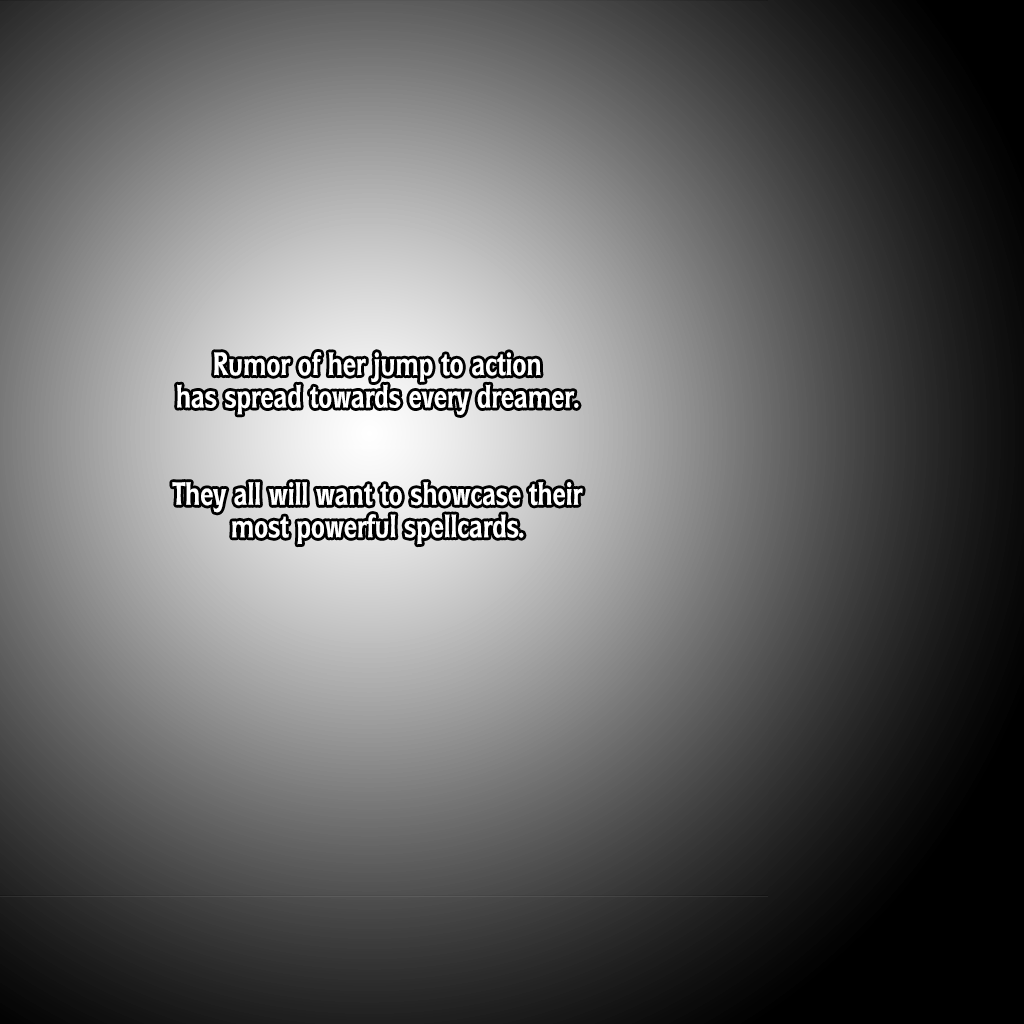 Rumor of her jump to action
has spread towards every dreamer.
They all will want to showcase their
most powerful spellcards.